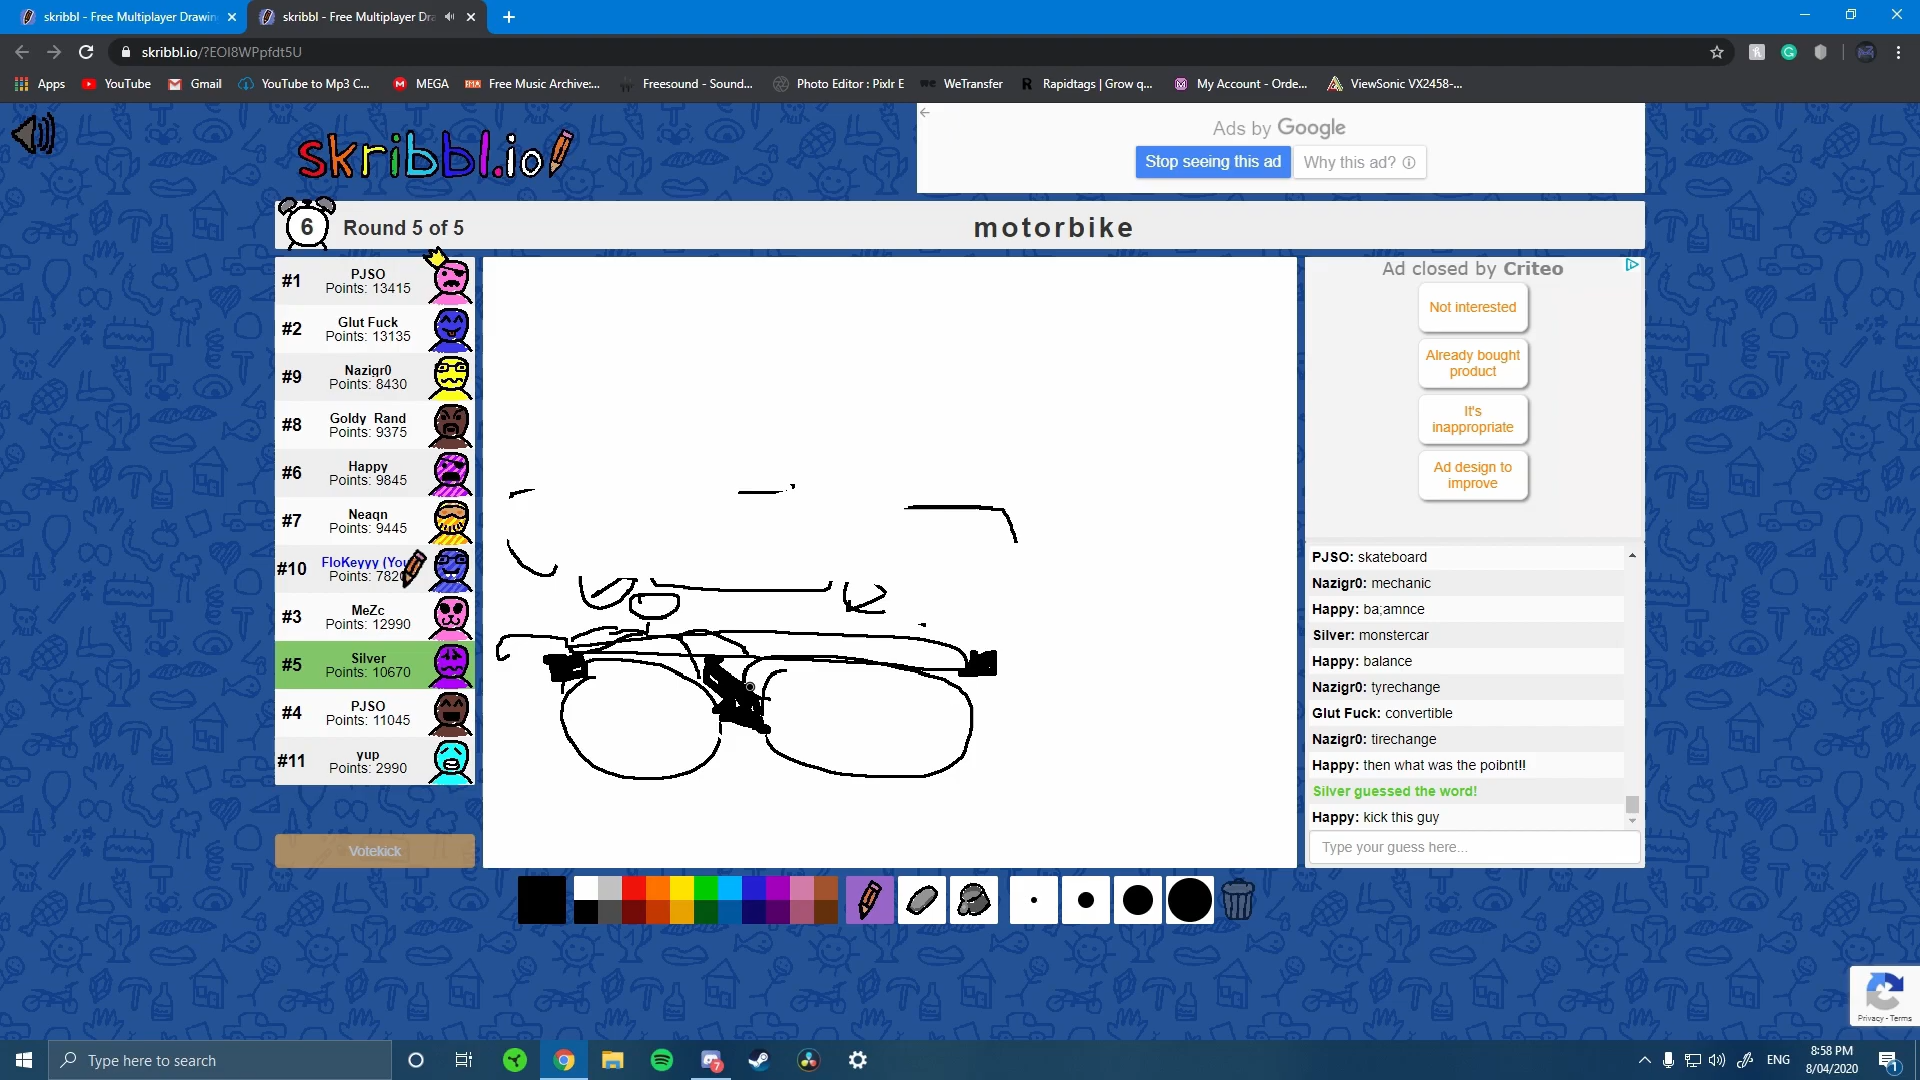 skribbl - Free Multiplayer Drawin
skribbl - Free Multiplayer Dra
skribbl.io/?EOI8WPpfdt5U
Apps
YouTube
Gmail
YouTube to Mp3 C...
MEGA
Free Music Archive:...
Freesound - Sound...
Photo Editor : Pixlr E
WeTransfer
Rapidtags | Grow q...
My Account - Orde...
ViewSonic VX2458-...
skribbl.io
Ads by Google
Stop seeing this ad
Why this ad?
6
Round 5 of 5
motorbike
#1
PJSO
Points: 13415
#2
Glut Fuck
Points: 13135
#9
Nazigr0
Points: 8430
#8
Goldy Rand
Points: 9375
#6
Happy
Points: 9845
#7
Neaqn
Points: 9445
#10
FloKeyyy (You
Points: 7820
#3
MeZc
Points: 12990
#5
Silver
Points: 10670
#4
PJSO
Points: 11045
#11
yup
Points: 2990
Votekick
Ad closed by Criteo
Not interested
Already bought
product
It's
inappropriate
Ad design to
improve
PJSO: skateboard
Nazigr0: mechanic
Happy: ba;amnce
Silver: monstercar
Happy: balance
Nazigr0: tyrechange
Glut Fuck: convertible
Nazigr0: tirechange
Happy: then what was the poibnt!!
Silver guessed the word!
Happy: kick this guy
Type your guess here...
Privacy - Terms
Type here to search
7
ENG
8:58 PM
8/04/2020
1